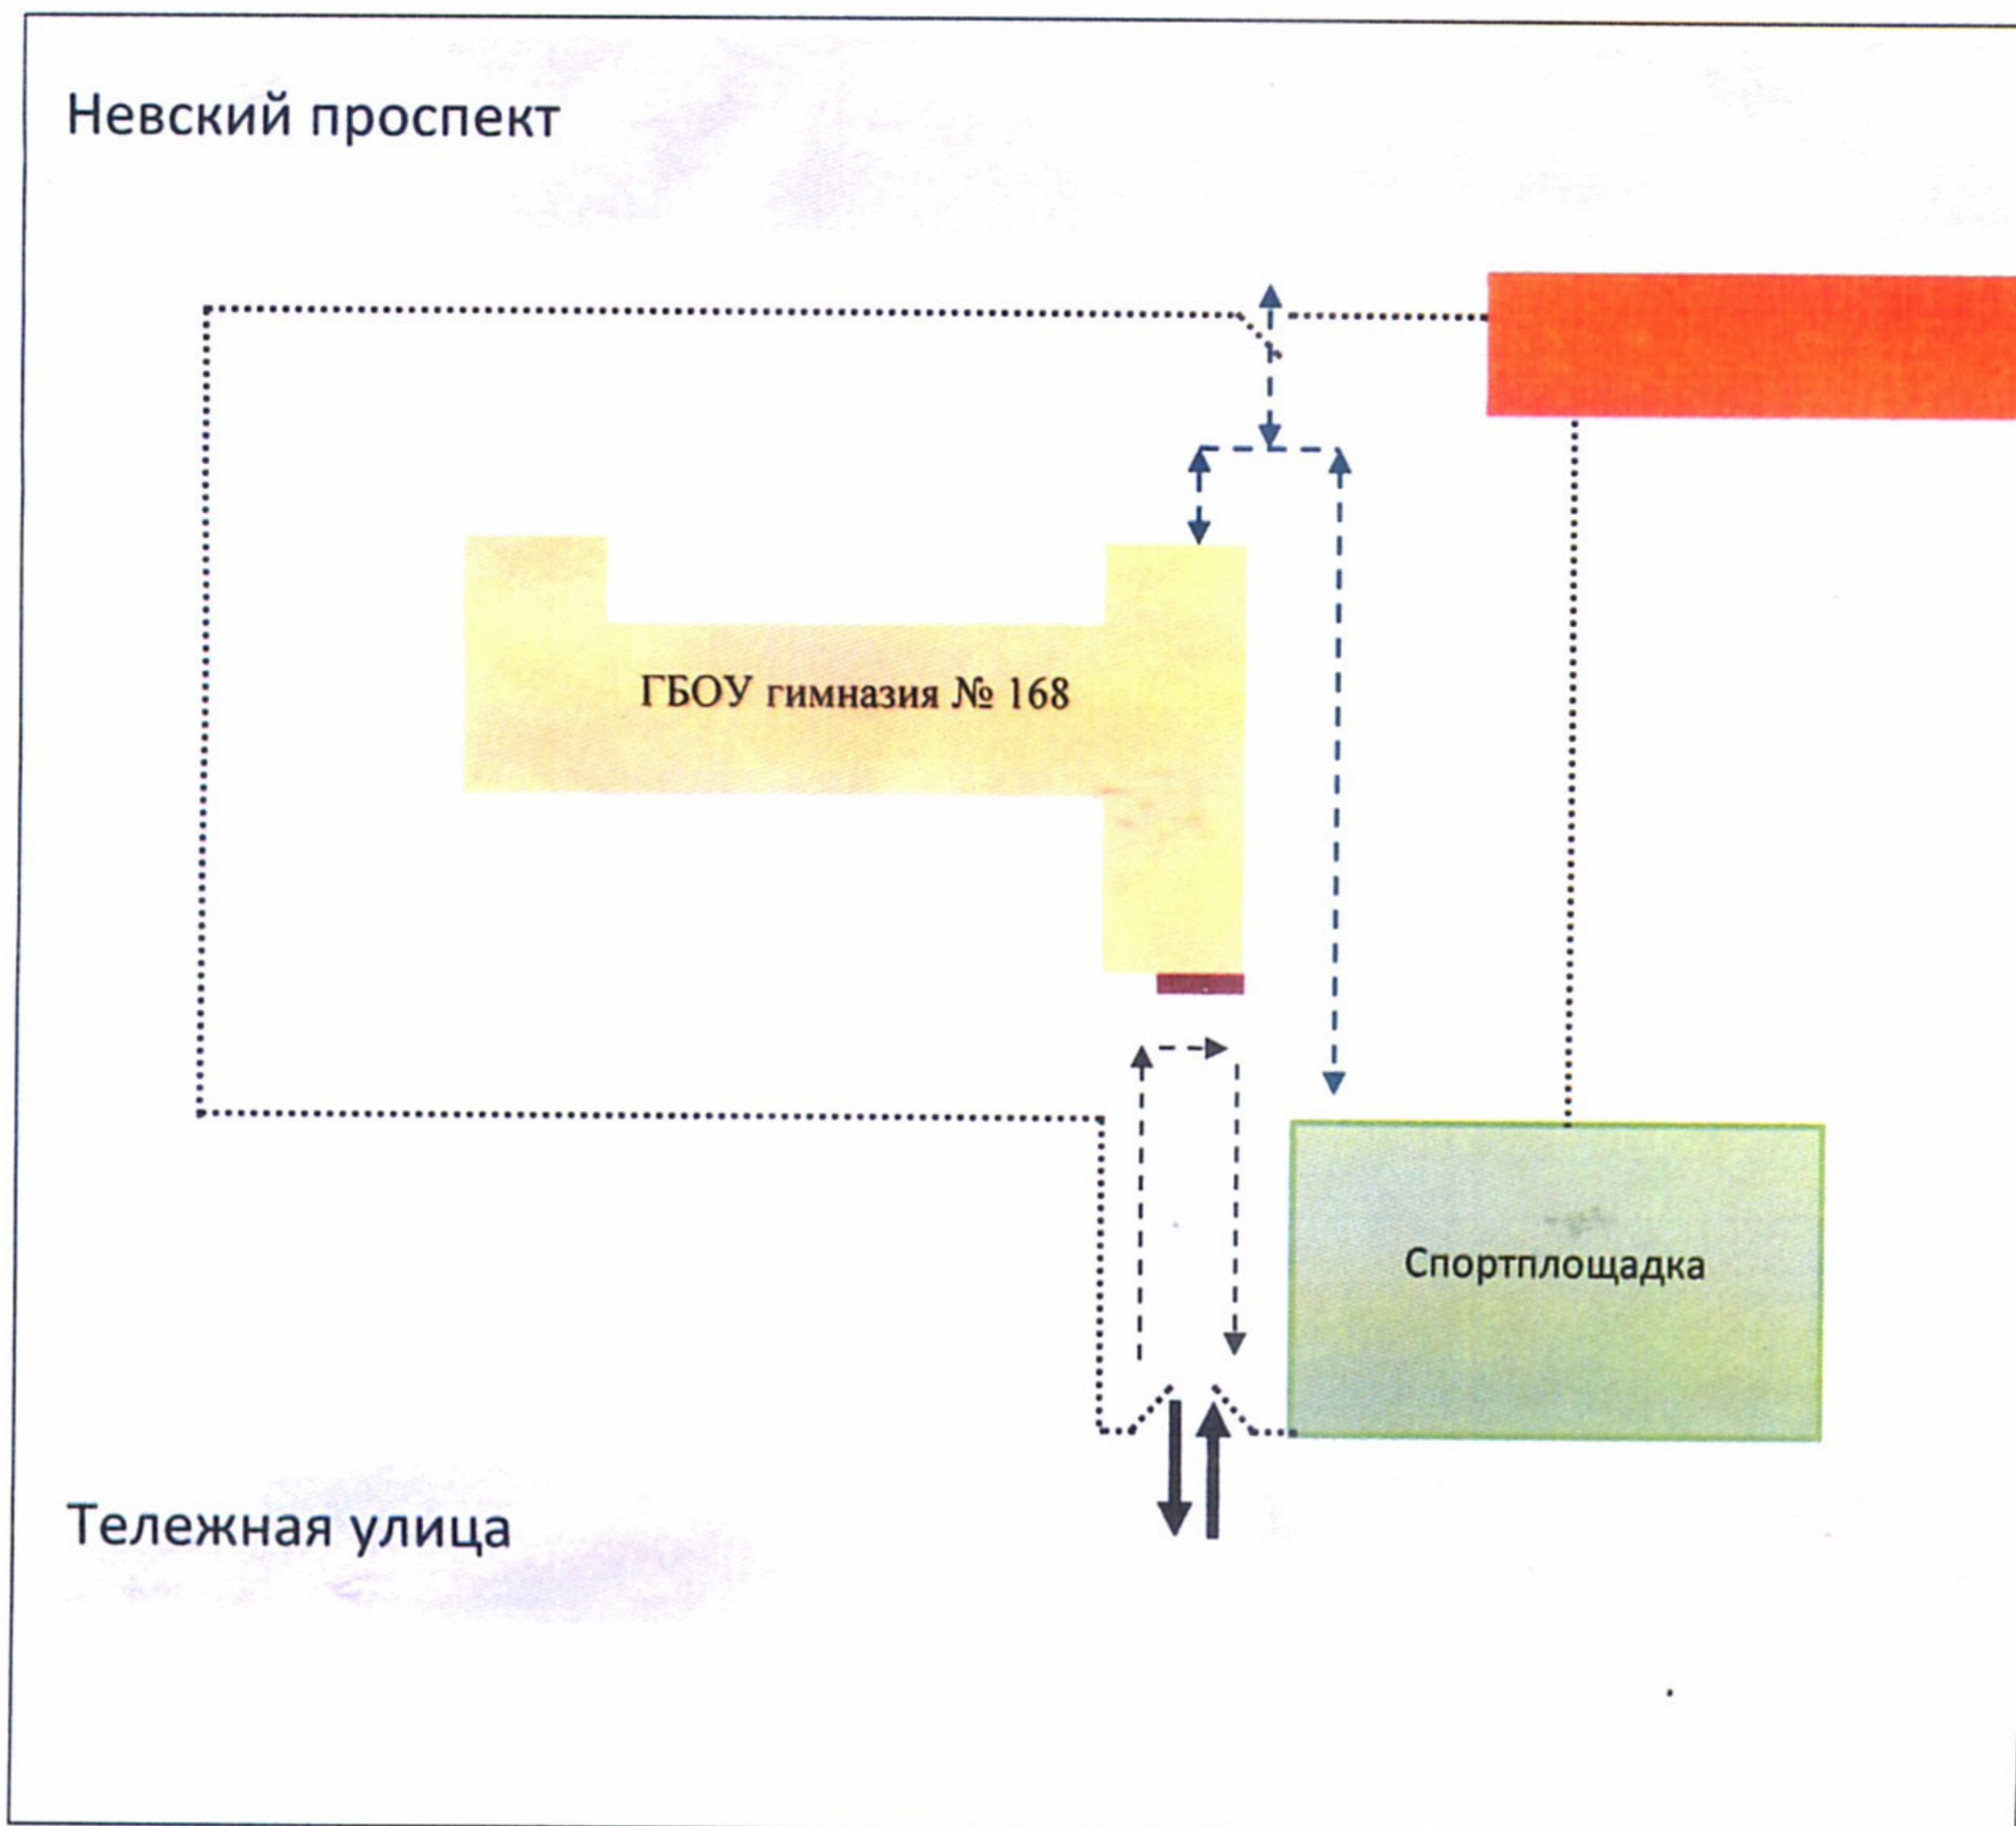 Невский проспект
ГБОУ гимназия № 168
Спортплощадка
Тележная улица